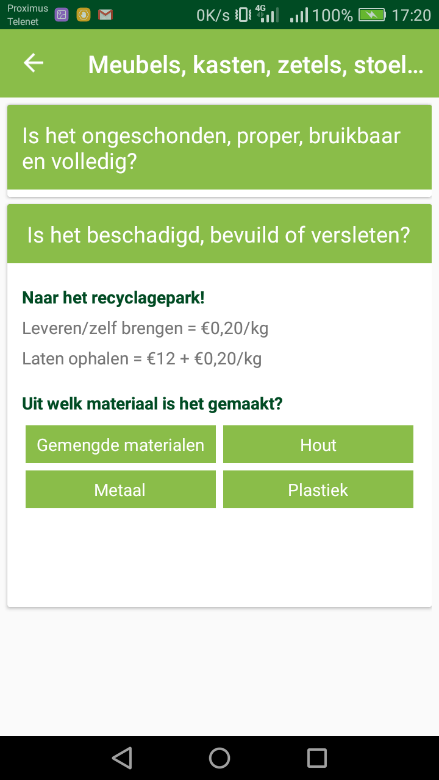 Proximus
Telenet
0K/s 4G 100% 17:20
Meubels, kasten, zetels, stoel...
Is het ongeschonden, proper, bruikbaar
en volledig?
Is het beschadigd, bevuild of versleten?
Naar het recyclagepark!
Leveren/zelf brengen = €0,20/kg
Laten ophalen = €12 + €0,20/kg
Uit welk materiaal is het gemaakt?
Gemengde materialen Hout
Metaal Plastiek